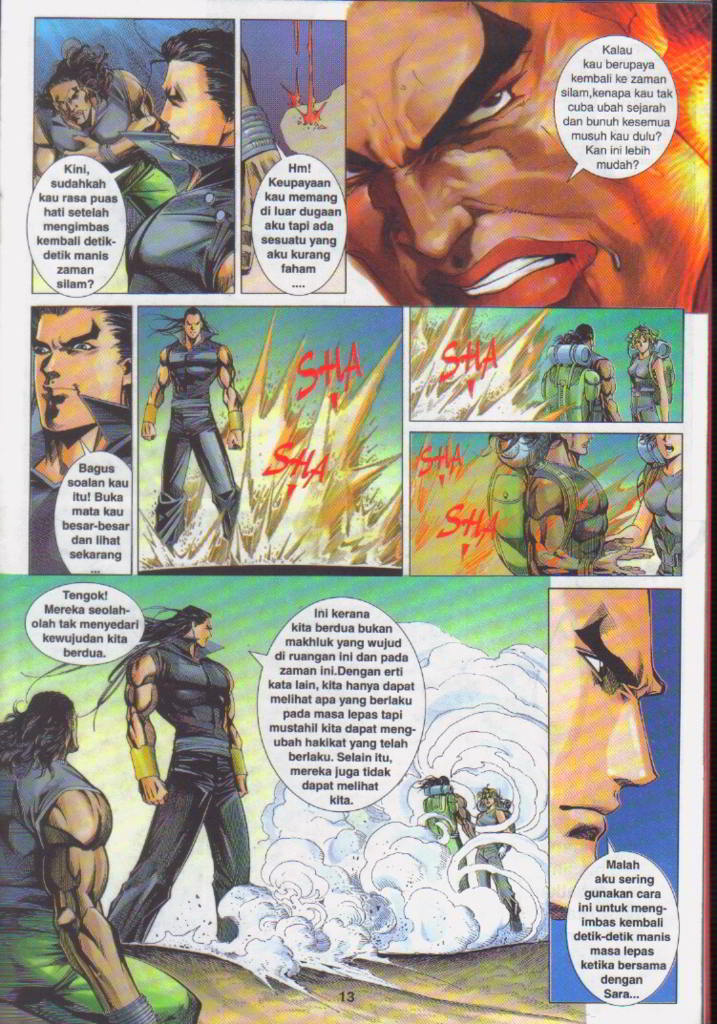 Kini,
sudahkah
kau rasa puas
hati setelah
mengimbas
kembali detik-
detik manis
zaman
silam?
Hm!
Keupayaan
kau memang
di luar dugaan
aku tapi ada
sesuatu yang
aku kurang
faham
....
Kalau
kau berupaya
kembali ke zaman
silam,kenapa kau tak
cuba ubah sejarah
dan bunuh kesemua
musuh kau dulu?
Kan ini lebih
mudah?
Bagus
soalan kau
itu! Buka
mata kau
besar-besar
dan lihat
sekarang
...
SHA
SHA
SHA
SHA
SHA
Tengok!
Mereka seolah-
olah tak menyedari
kewujudan kita
berdua.
Ini kerana
kita berdua bukan
makhluk yang wujud
di ruangan ini dan pada
zaman ini.Dengan erti
kata lain, kita hanya dapat
melihat apa yang berlaku
pada masa lepas tapi
mustahil kita dapat meng-
ubah hakikat yang telah
berlaku. Selain itu,
mereka juga tidak
dapat melihat
kita.
Malah
aku sering
gunakan cara
ini untuk meng-
imbas kembali
detik-detik manis
masa lepas
ketika bersama
dengan
Sara...
13